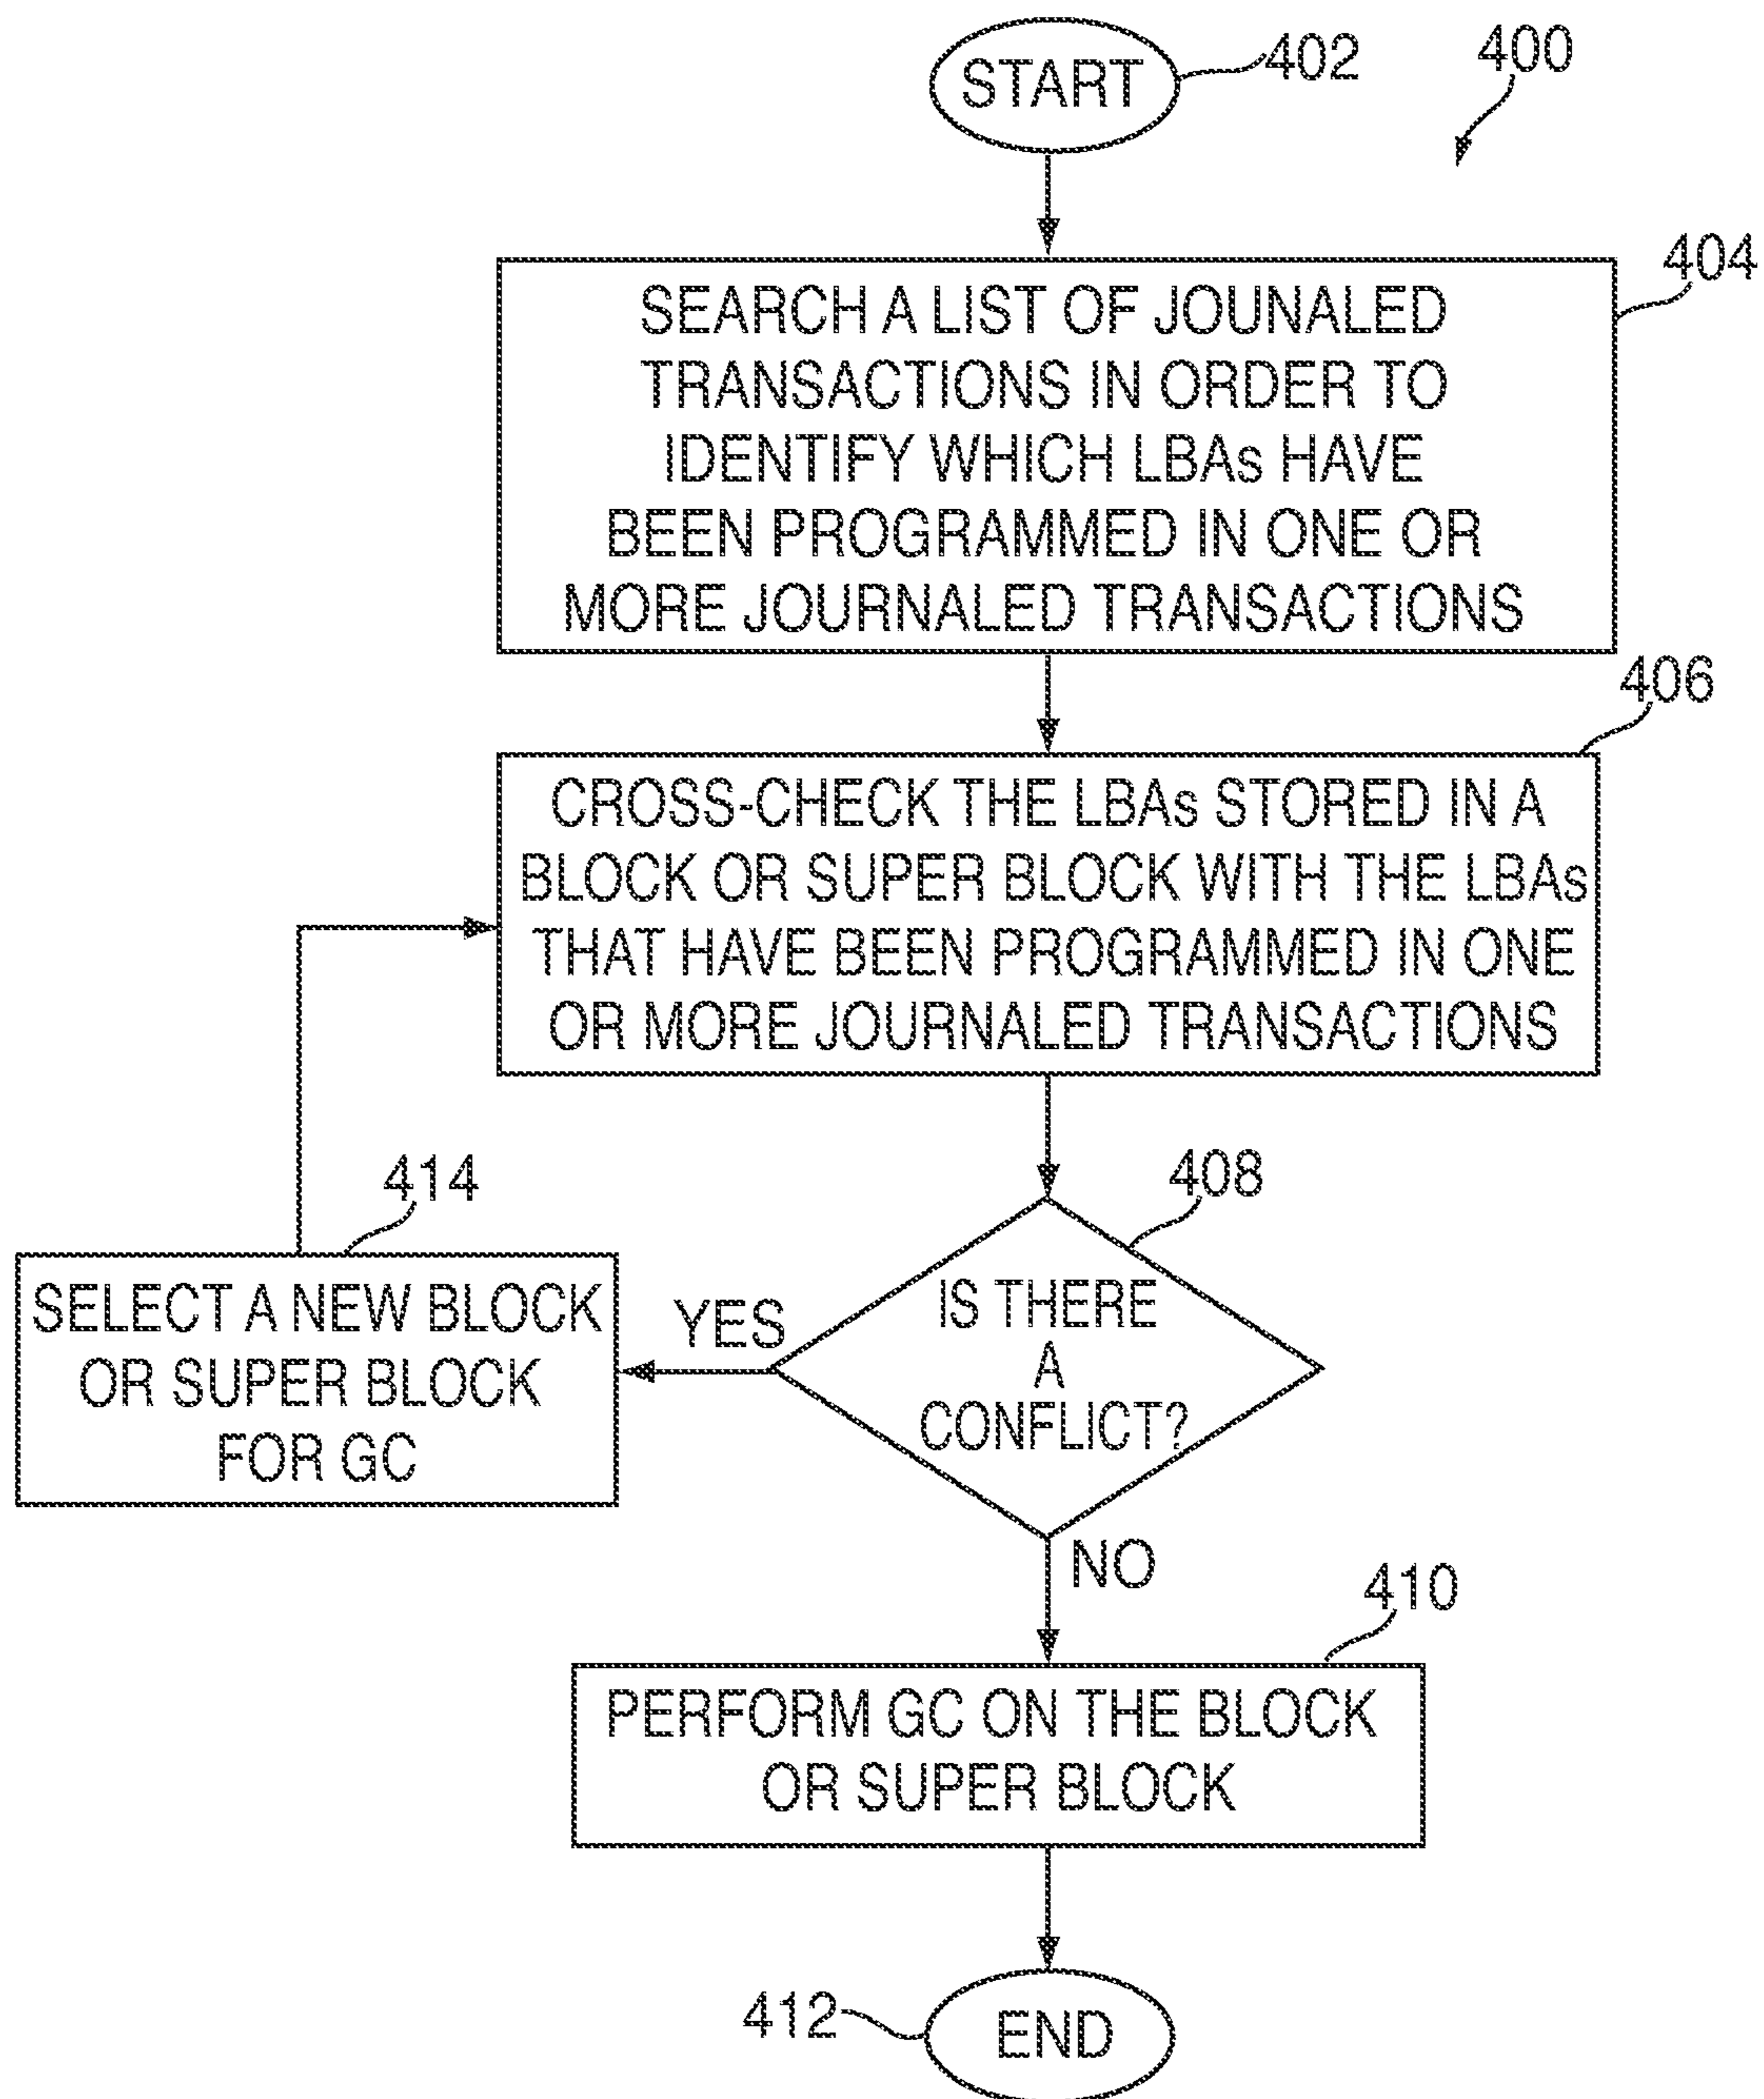 START
402
400
404
SEARCH A LIST OF JOUNALED
TRANSACTIONS IN ORDER TO
IDENTIFY WHICH LBAs HAVE
BEEN PROGRAMMED IN ONE OR
MORE JOURNALED TRANSACTIONS
406
CROSS-CHECK THE LBAs STORED IN A
BLOCK OR SUPER BLOCK WITH THE LBAs
THAT HAVE BEEN PROGRAMMED IN ONE
OR MORE JOURNALED TRANSACTIONS
414
408
SELECT A NEW BLOCK
OR SUPER BLOCK
FOR GC
YES
IS THERE
A
CONFLICT?
NO
410
PERFORM GC ON THE BLOCK
OR SUPER BLOCK
412
END